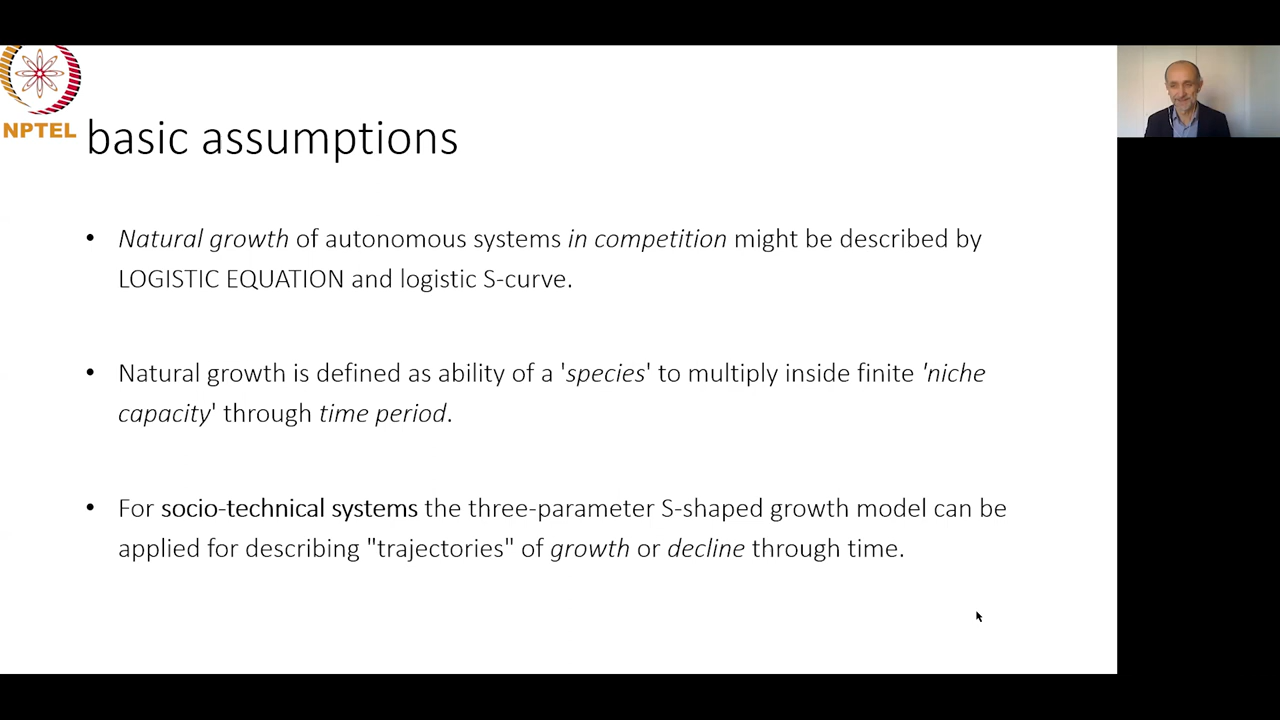 NPTEL
basic assumptions
• Natural growth of autonomous systems in competition might be described by
LOGISTIC EQUATION and logistic S-curve.
• Natural growth is defined as ability of a 'species' to multiply inside finite 'niche
capacity' through time period.
• For socio-technical systems the three-parameter S-shaped growth model can be
applied for describing "trajectories" of growth or decline through time.